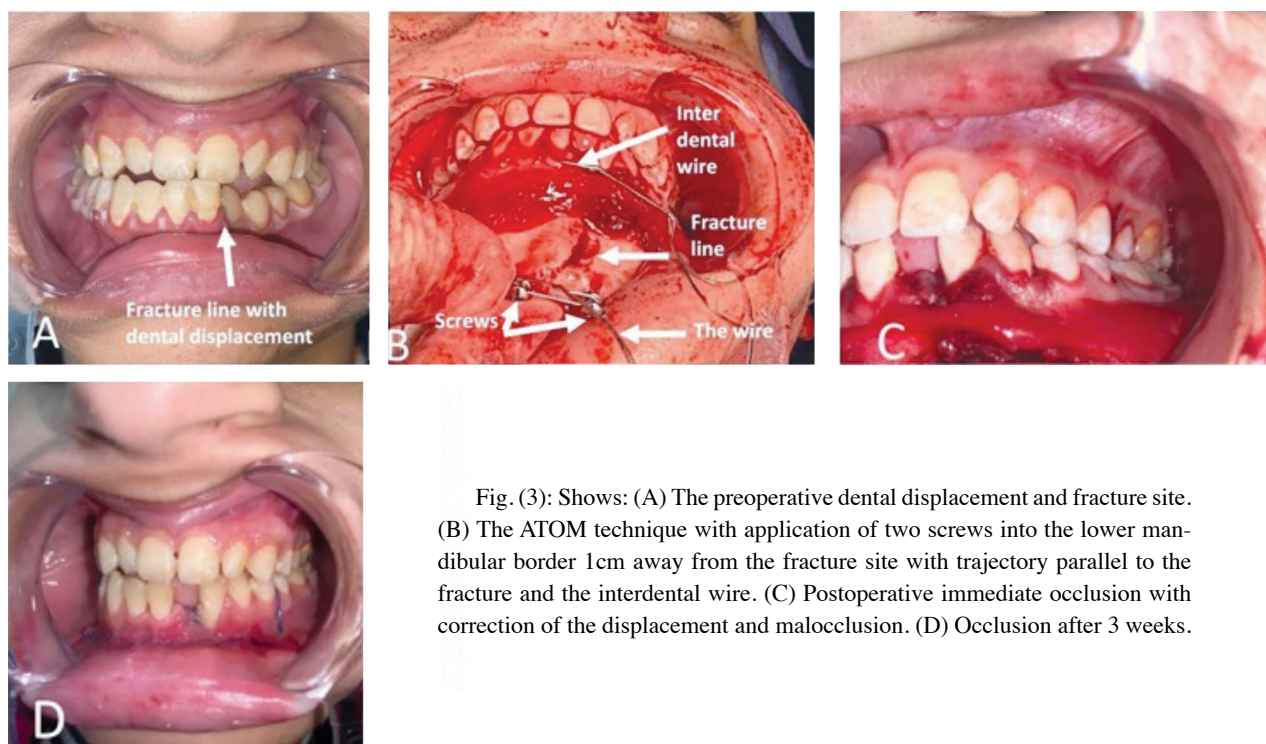 A
Fracture line with
dental displacement
B
Inter
dental
wire
Fracture
line
Screws
The wire
C
D
Fig. (3): Shows: (A) The preoperative dental displacement and fracture site.
(B) The ATOM technique with application of two screws into the lower man-
dibular border 1cm away from the fracture site with trajectory parallel to the
fracture and the interdental wire. (C) Postoperative immediate occlusion with
correction of the displacement and malocclusion. (D) Occlusion after 3 weeks.